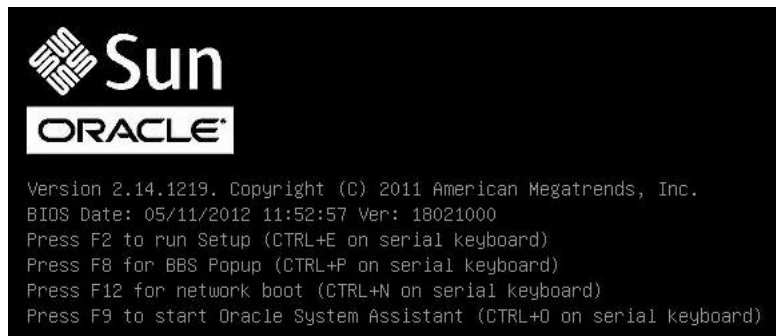 Sun
ORACLE®
Version 2.14.1219. Copyright (C) 2011 American Megatrends, Inc.
BIOS Date: 05/11/2012 11:52:57 Ver: 18021000
Press F2 to run Setup (CTRL+E on serial keyboard)
Press F8 for BBS Popup (CTRL+P on serial keyboard)
Press F12 for network boot (CTRL+N on serial keyboard)
Press F9 to start Oracle System Assistant (CTRL+O on serial keyboard)